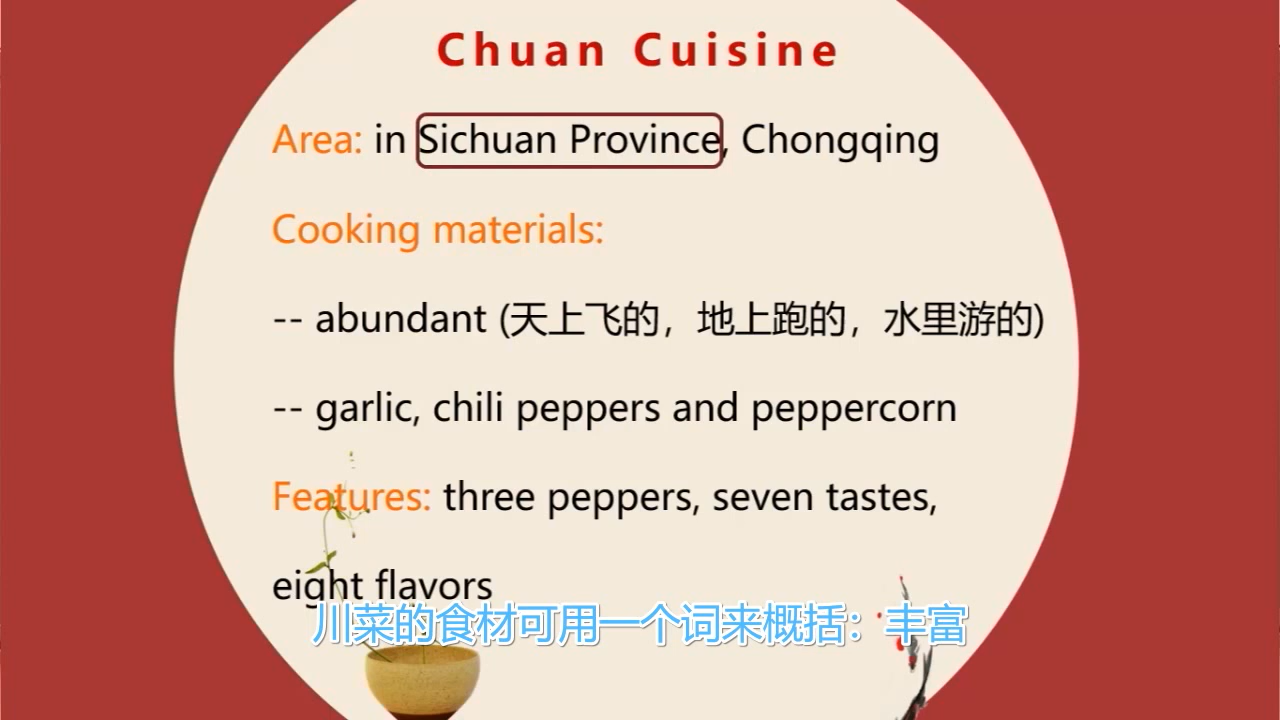 Chuan Cuisine
Area: in Sichuan Province, Chongqing
Cooking materials:
-- abundant (天上飞的，地上跑的，水里游的)
-- garlic, chili peppers and peppercorn
Features: three peppers, seven tastes,
eight flavors
川菜的食材可用一个词来概括：丰富